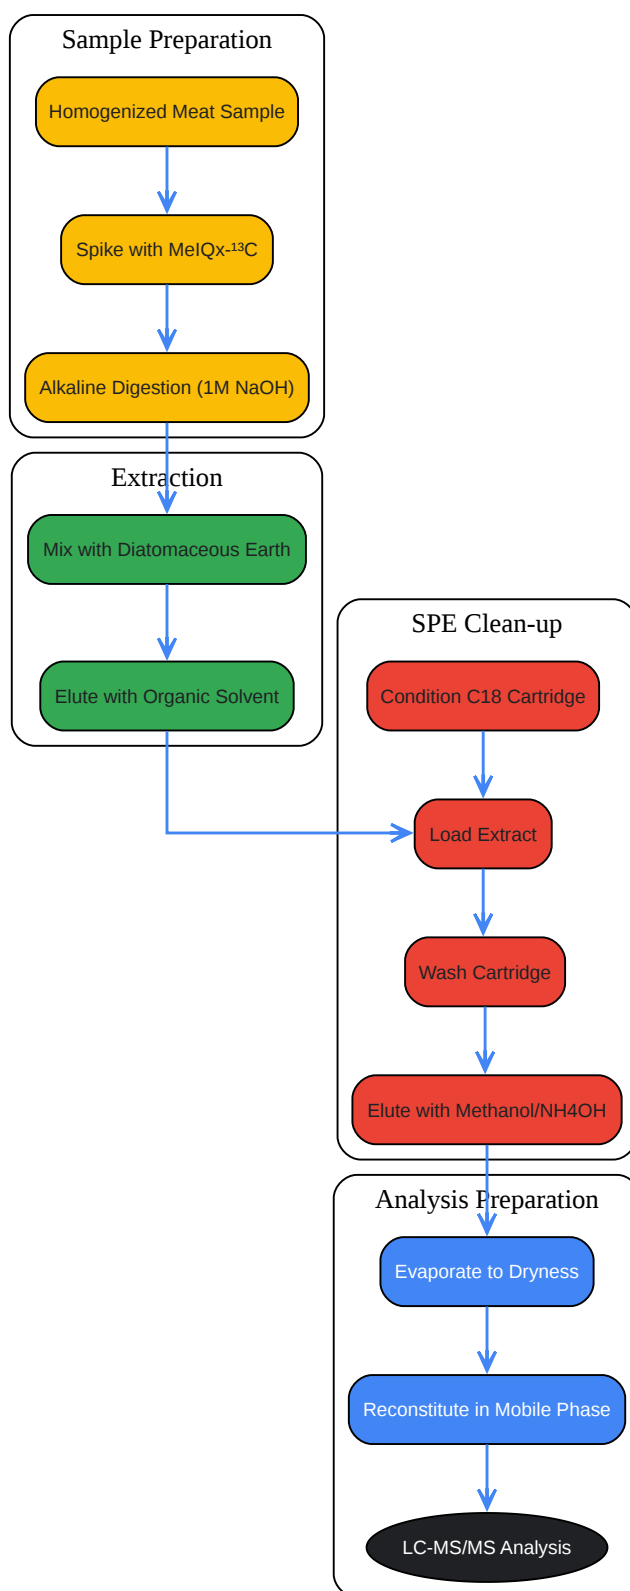 Sample Preparation
Homogenized Meat Sample
Spike with MeIQx-¹³C
Alkaline Digestion (1M NaOH)
Extraction
Mix with Diatomaceous Earth
Elute with Organic Solvent
SPE Clean-up
Condition C18 Cartridge
Load Extract
Wash Cartridge
Elute with Methanol/NH4OH
Analysis Preparation
Evaporate to Dryness
Reconstitute in Mobile Phase
LC-MS/MS Analysis